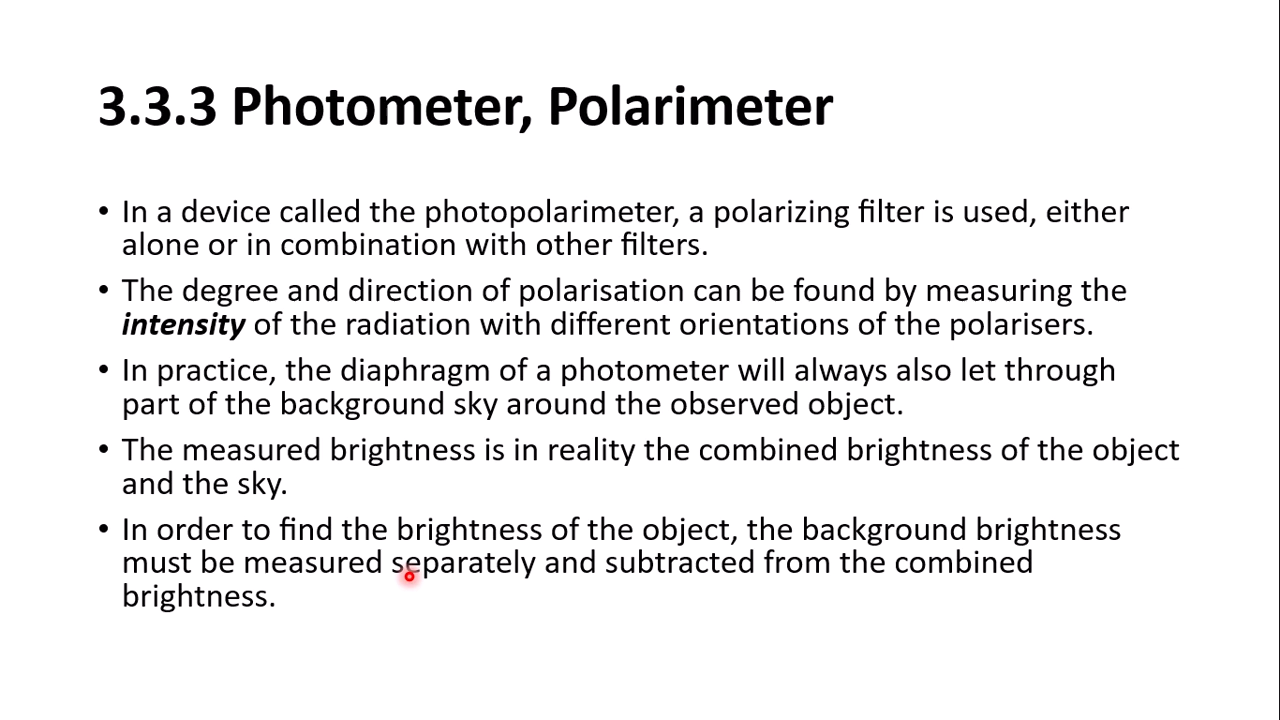 3.3.3 Photometer, Polarimeter
• In a device called the photopolarimeter, a polarizing filter is used, either
alone or in combination with other filters.
• The degree and direction of polarisation can be found by measuring the
intensity of the radiation with different orientations of the polarisers.
• In practice, the diaphragm of a photometer will always also let through
part of the background sky around the observed object.
• The measured brightness is in reality the combined brightness of the object
and the sky.
• In order to find the brightness of the object, the background brightness
must be measured separately and subtracted from the combined
brightness.